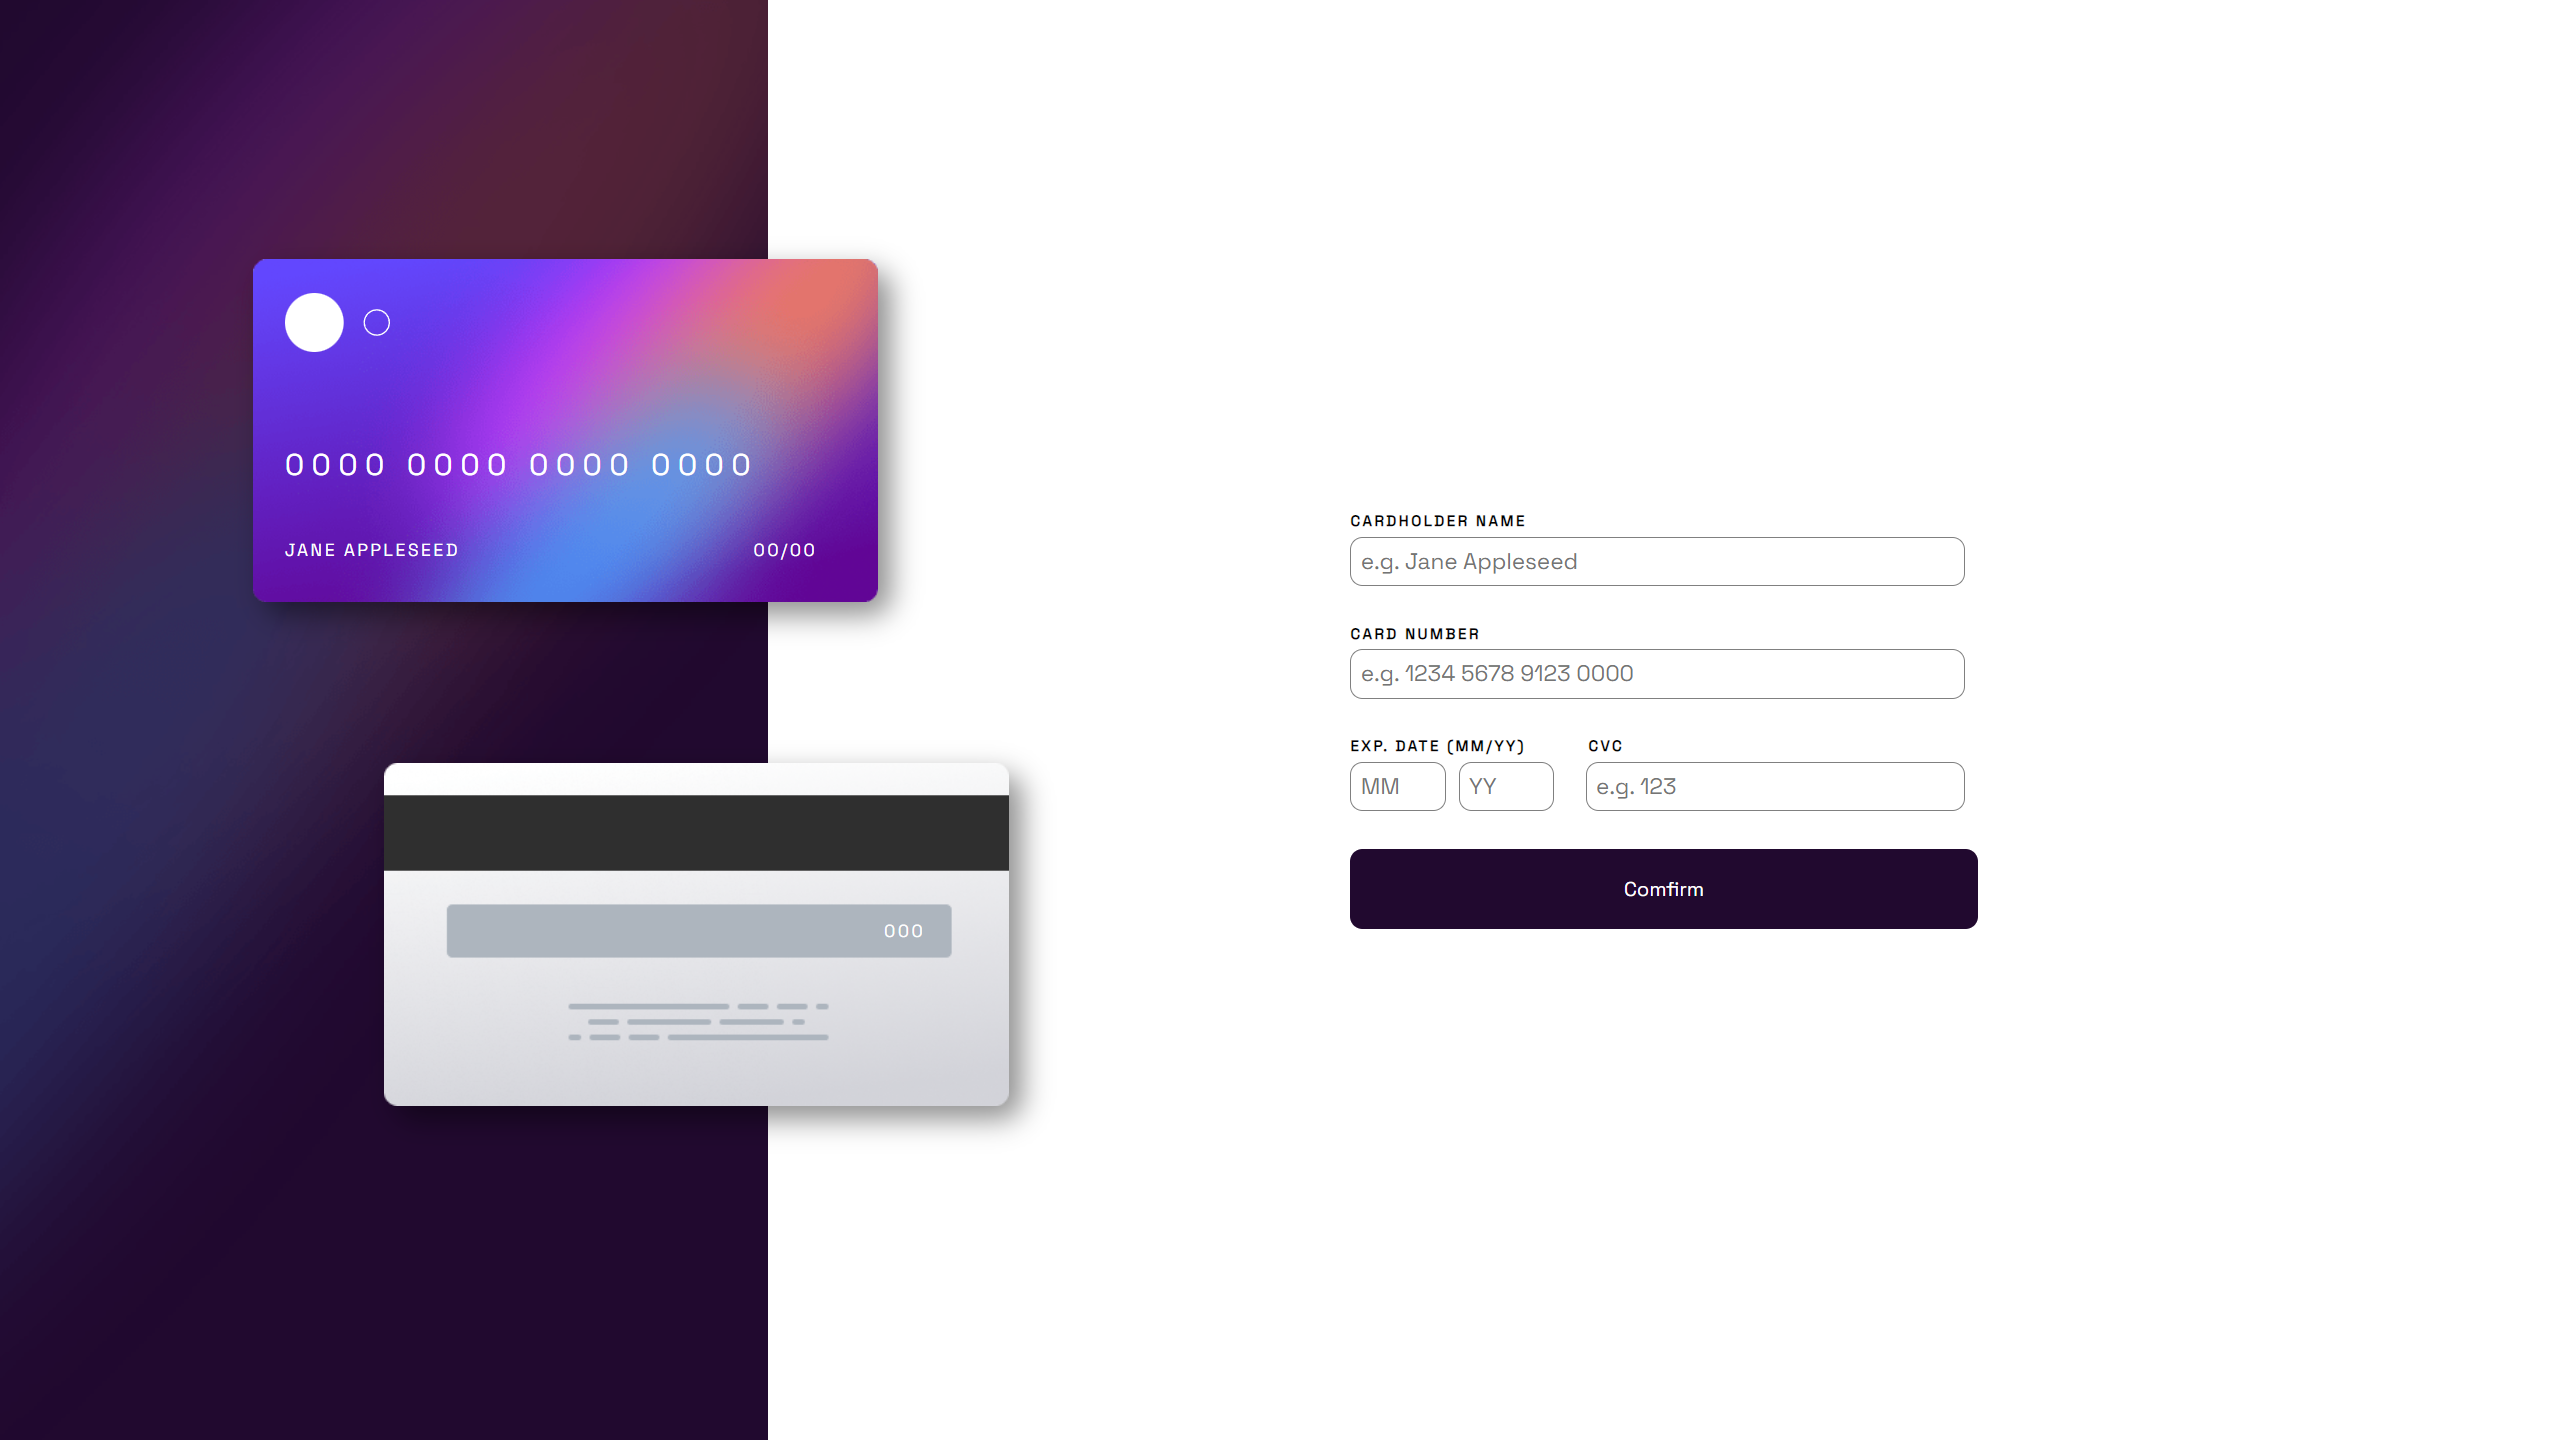 0000 0000 0000 0000
JANE APPLESEED 00/00
000
CARDHOLDER NAME
e.g. Jane Appleseed
CARD NUMBER
e.g. 1234 5678 9123 0000
EXP. DATE (MM/YY) CVC
MM YY e.g. 123
Comfirm